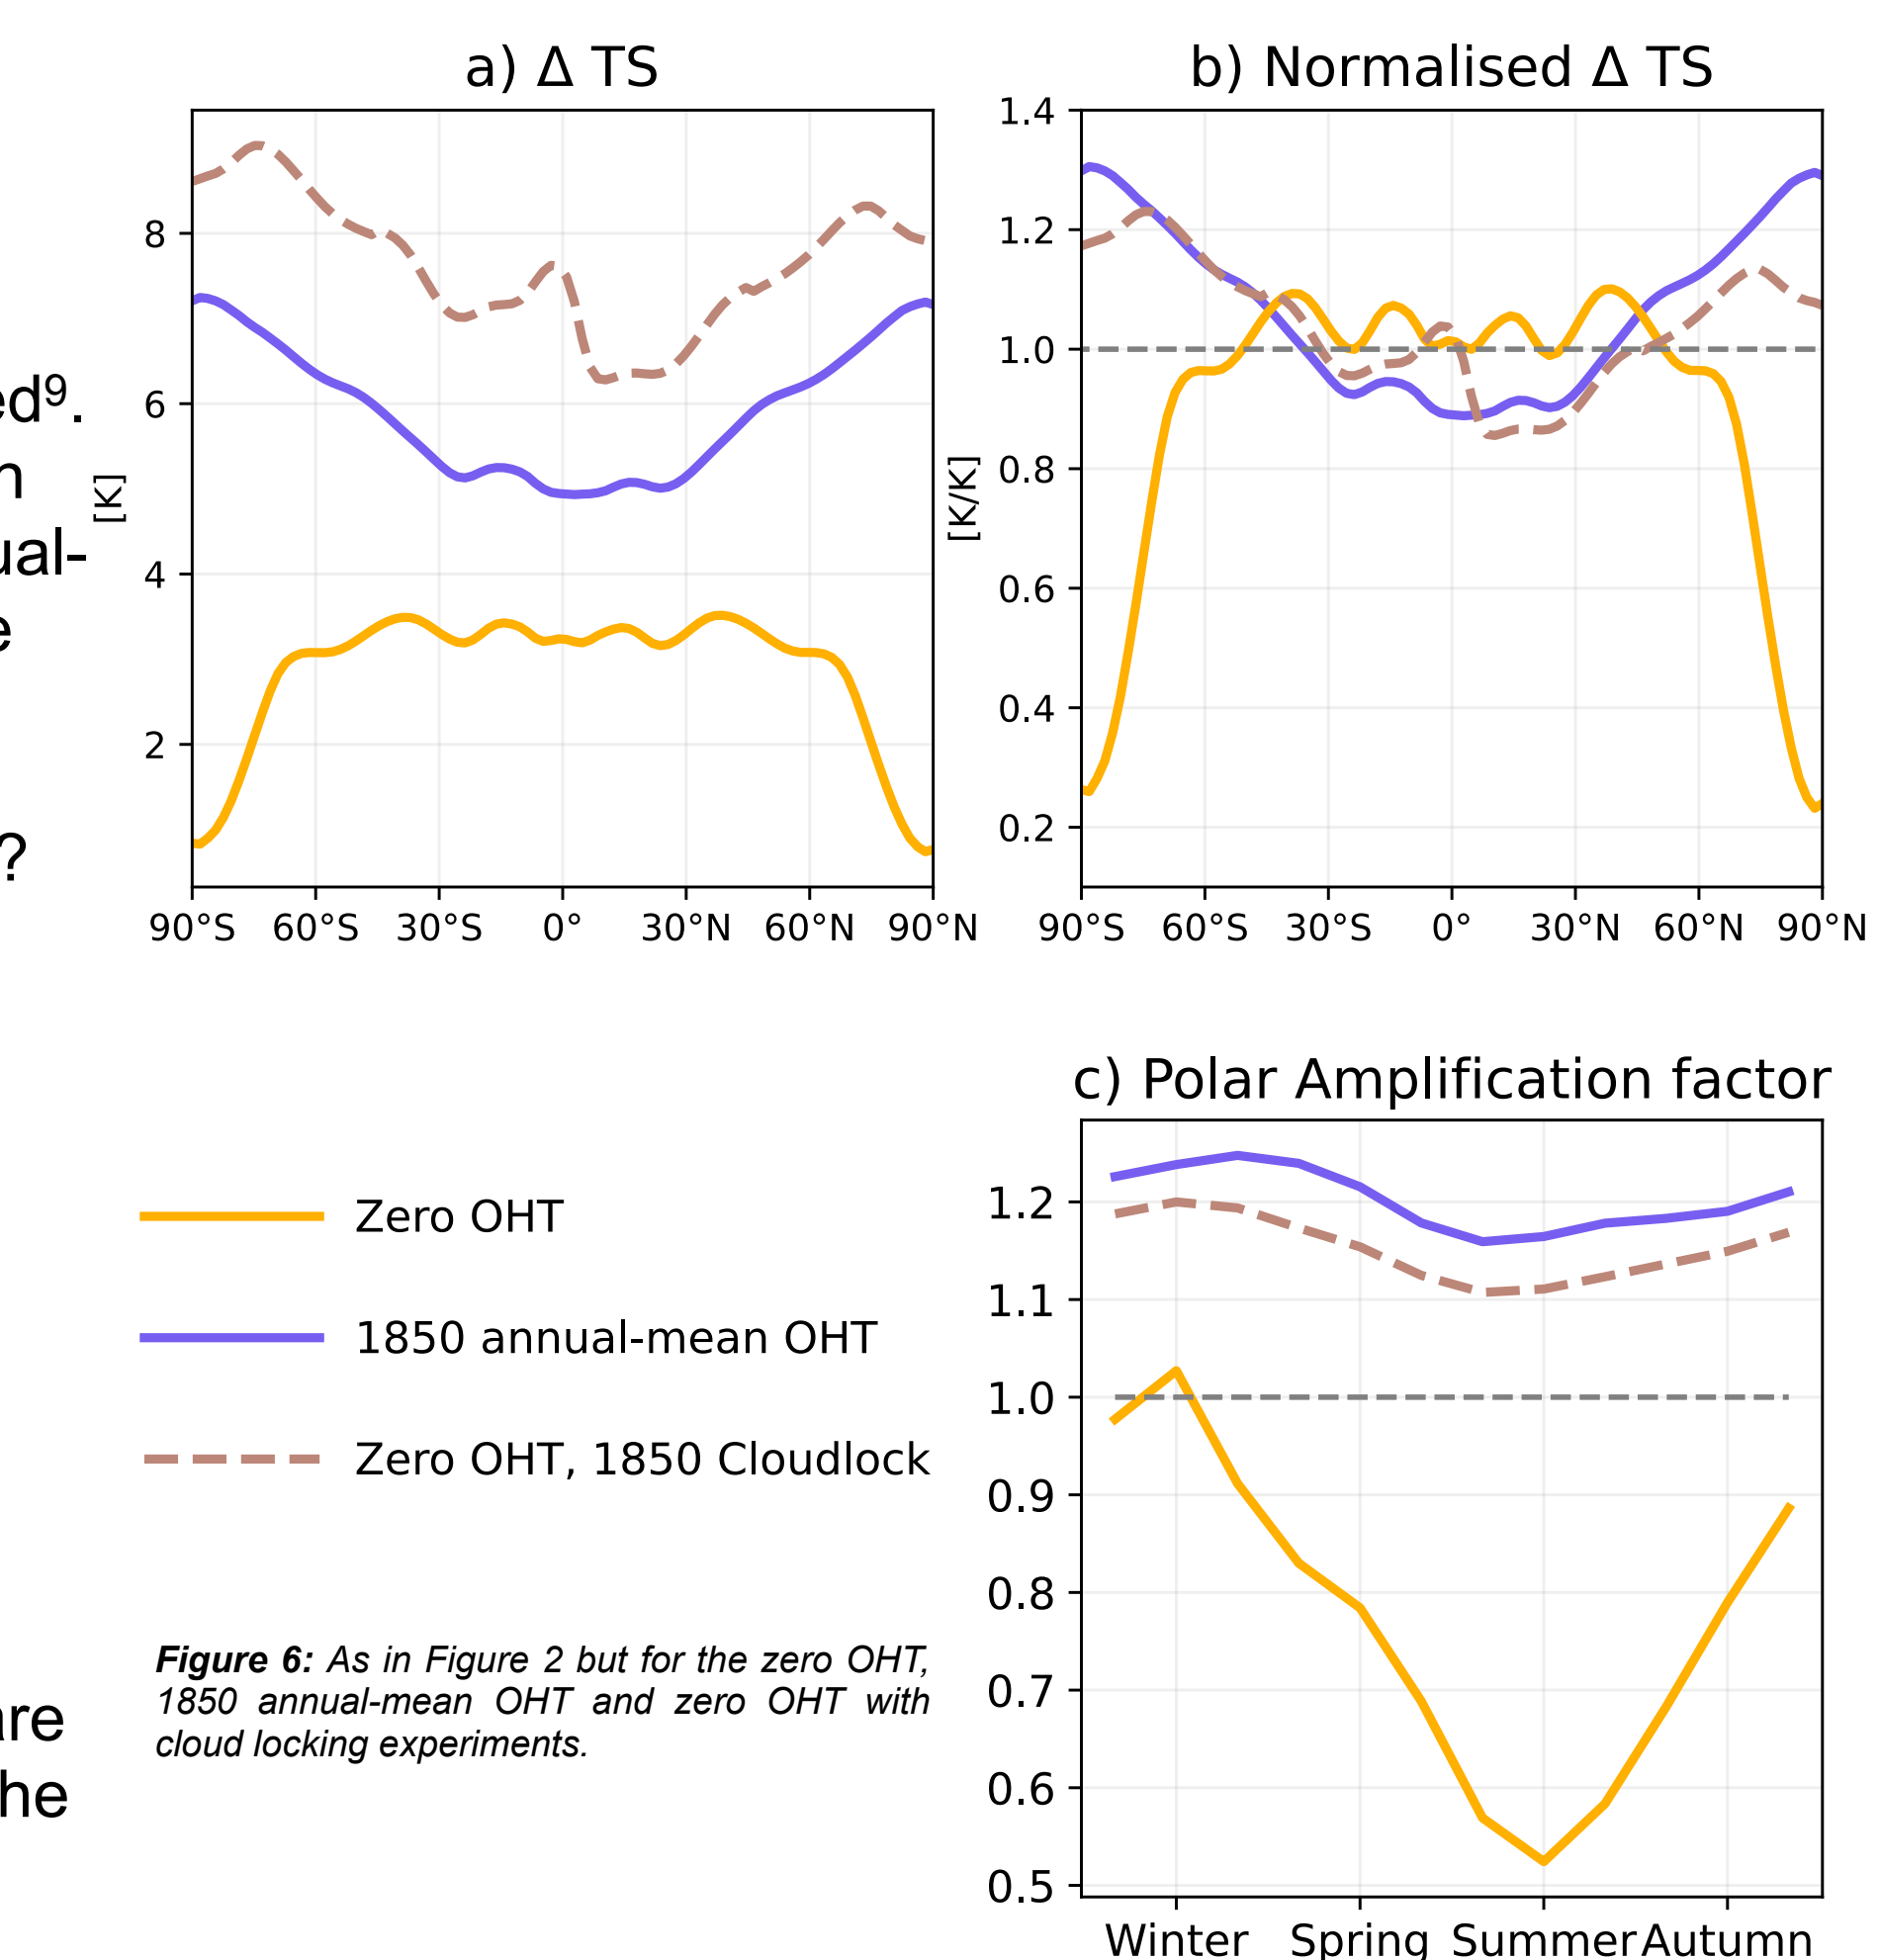 a) Δ TS
[K]
8
6
4
2
90°S 60°S 30°S 0° 30°N 60°N 90°N
b) Normalised Δ TS
[K/K]
1.4
1.2
1.0
0.8
0.6
0.4
0.2
90°S 60°S 30°S 0° 30°N 60°N 90°N
?
are
Zero OHT
1850 annual-mean OHT
Zero OHT, 1850 Cloudlock
Figure 6: As in Figure 2 but for the zero OHT,
1850 annual-mean OHT and zero OHT with
cloud locking experiments.
c) Polar Amplification factor
1.2
1.1
1.0
0.9
0.8
0.7
0.6
0.5
Winter Spring Summer Autumn